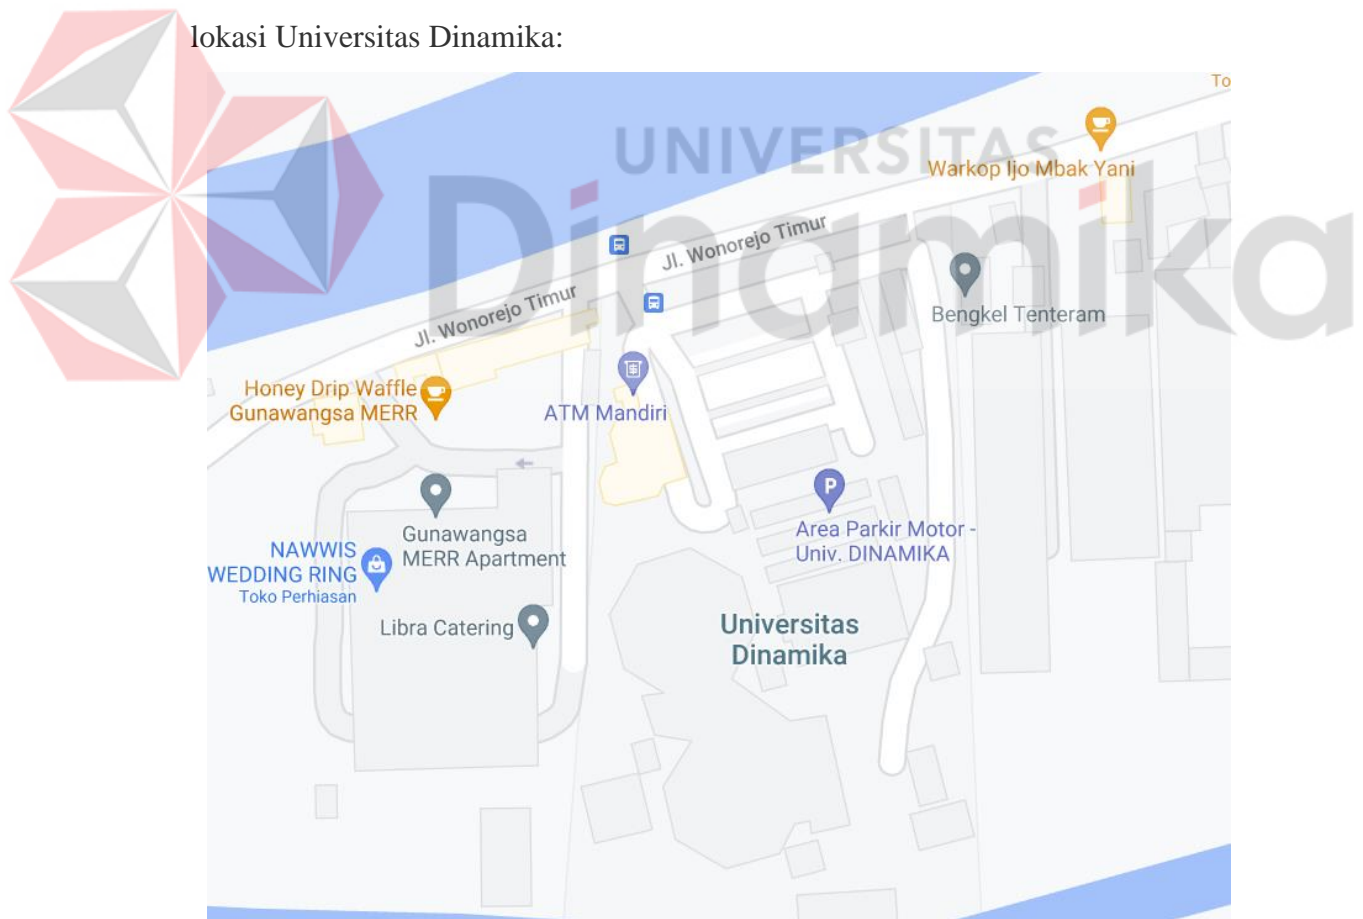 lokasi Universitas Dinamika:
To
UNIVERSITAS
Dinamika
Warkop Ijo Mbak Yani
Jl. Wonorejo Timur
Jl. Wonorejo Timur
Bengkel Tenteram
Honey Drip Waffle
Gunawangsa MERR
ATM Mandiri
P
Gunawangsa
MERR Apartment
Area Parkir Motor -
Univ. DINAMIKA
NAWWIS
WEDDING RING
Toko Perhiasan
Libra Catering
Universitas
Dinamika